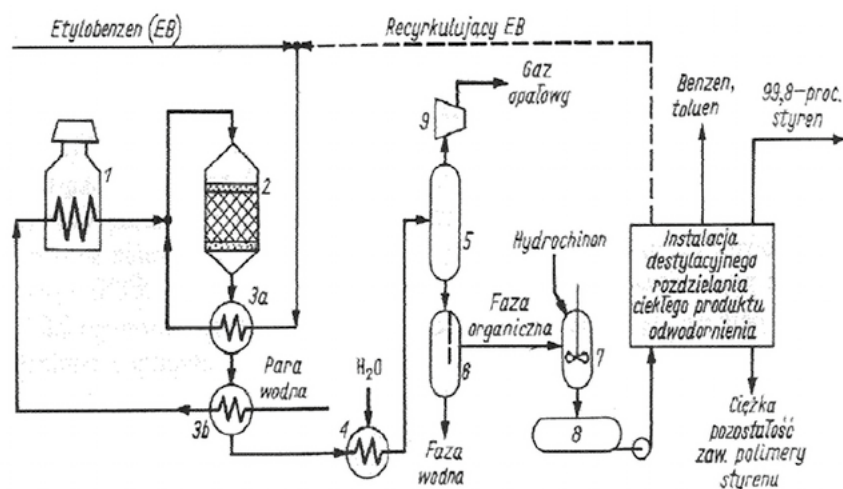 Etylobenzen (EB)
Recyrkulujący EB
Gaz
opałowy
Benzen,
toluen
99,8-proc.
styren
9
1
2
5
Hydrochinon
Instalacja
destylacyjnego
rozdzielania
ciekłego produktu
odwodornienia
3a
Faza
organiczna
7
6
Para
wodna
H₂O
3b
4
Faza
wodna
8
Ciężka
pozostałość
zaw. polimery
styrenu